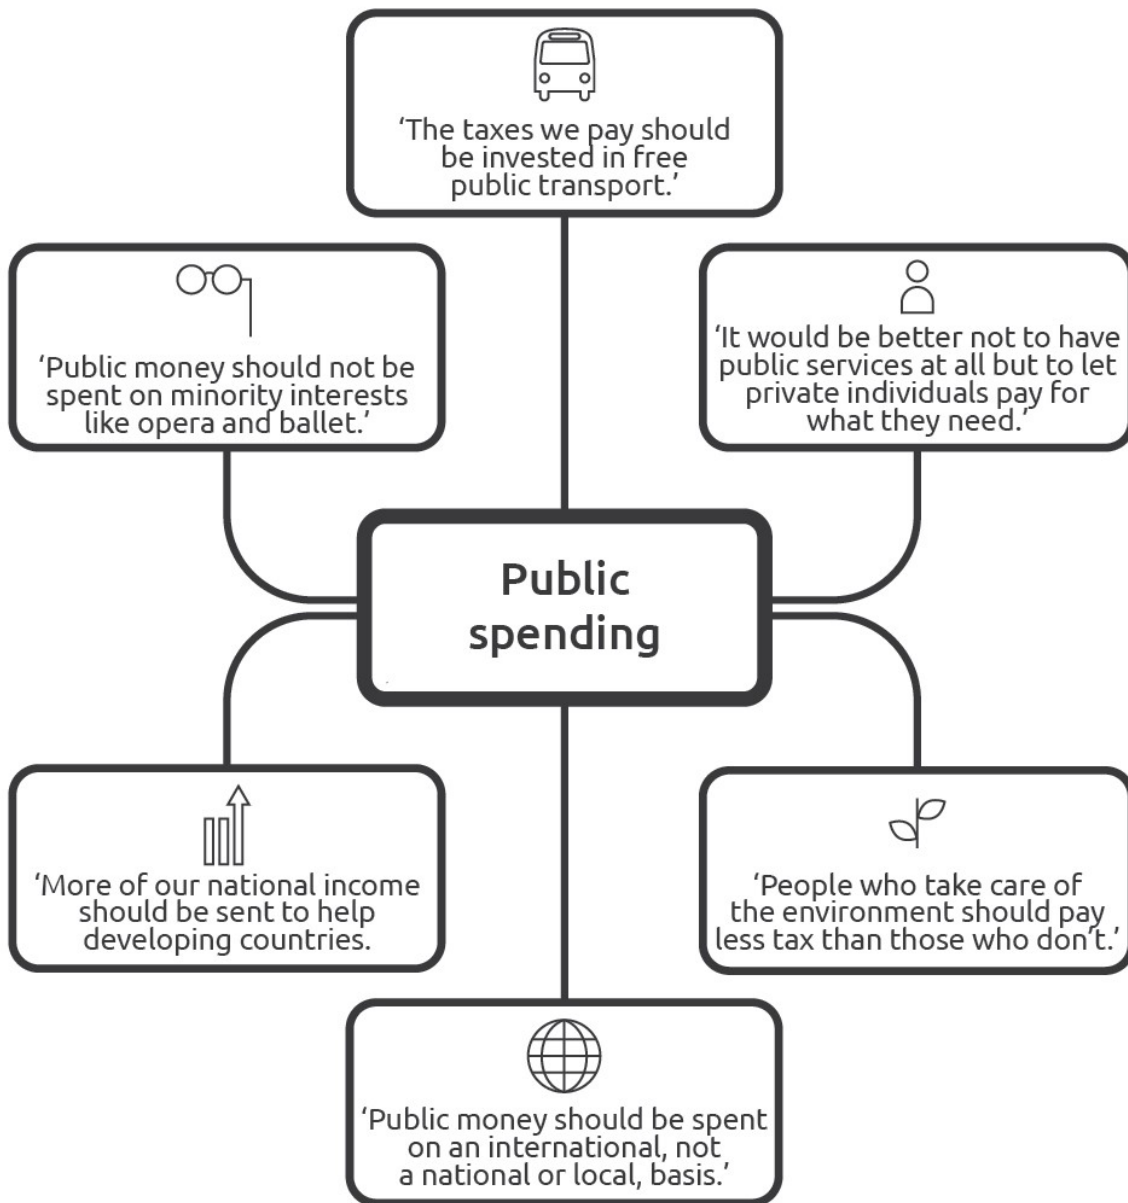 ‘The taxes we pay should
be invested in free
public transport.’
‘Public money should not be
spent on minority interests
like opera and ballet.’
‘It would be better not to have
public services at all but to let
private individuals pay for
what they need.’
Public
spending
‘More of our national income
should be sent to help
developing countries.
‘People who take care of
the environment should pay
less tax than those who don’t.’
‘Public money should be spent
on an international, not
a national or local, basis.’